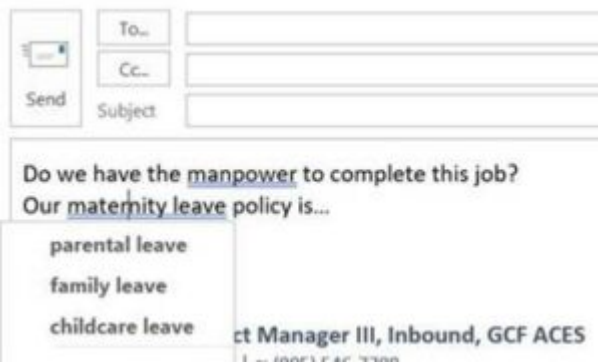 To...
Cc...
Send
Subject
Do we have the manpower to complete this job?
Our maternity leave policy is...
parental leave
family leave
childcare leave
ct Manager III, Inbound, GCF ACES